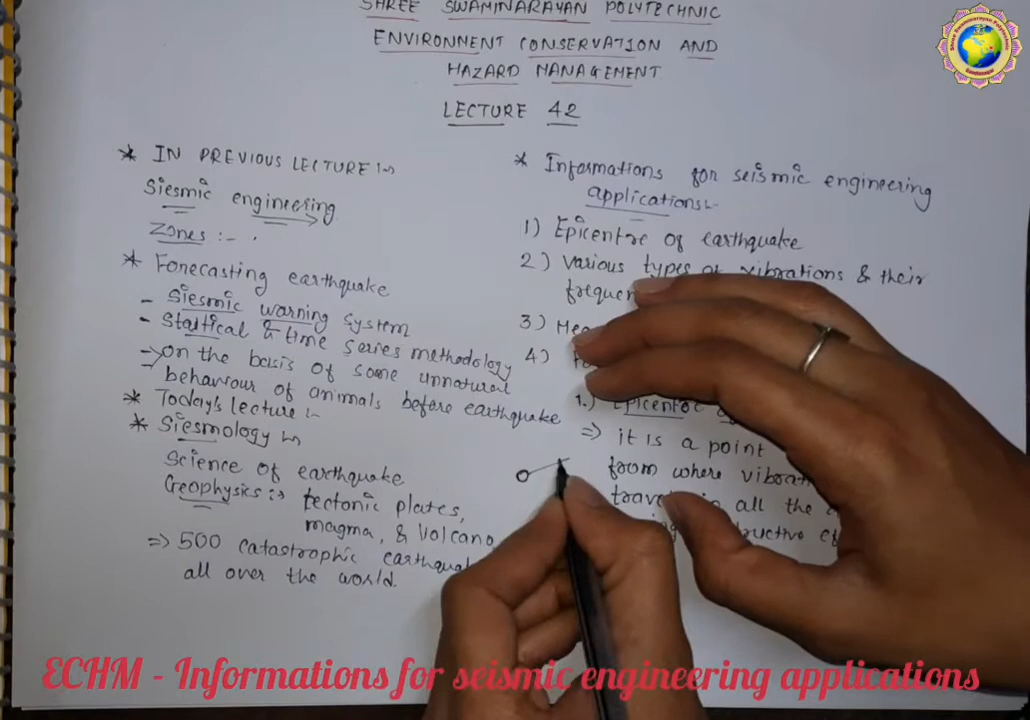 SHREE SWAMINARAYAN POLYTECHNIC
ENVIRONMENT CONSERVATION AND
HAZARD MANAGEMENT
LECTURE 42
* IN PREVIOUS LECTURE :-
Siesmic engineering
Zones :-
* Forecasting earthquake
- Siesmic warning system
- Statical & time series methodology
-> on the basis of some unnatural
behaviour of animals before earthquake
* Today's lecture :-
* Siesmology :-
Science of earthquake
Geophysics :-> tectonic plates,
magma, & volcano
=> 500 catastrophic
all over the world.
* Informations for seismic engineering
applications :-
1) Epicentre of earthquake
2) Various types of vibrations & their
3)
4)
1.) Epicentre
=> it is a point
from where
in all the
ECHM - Informations for seismic engineering applications